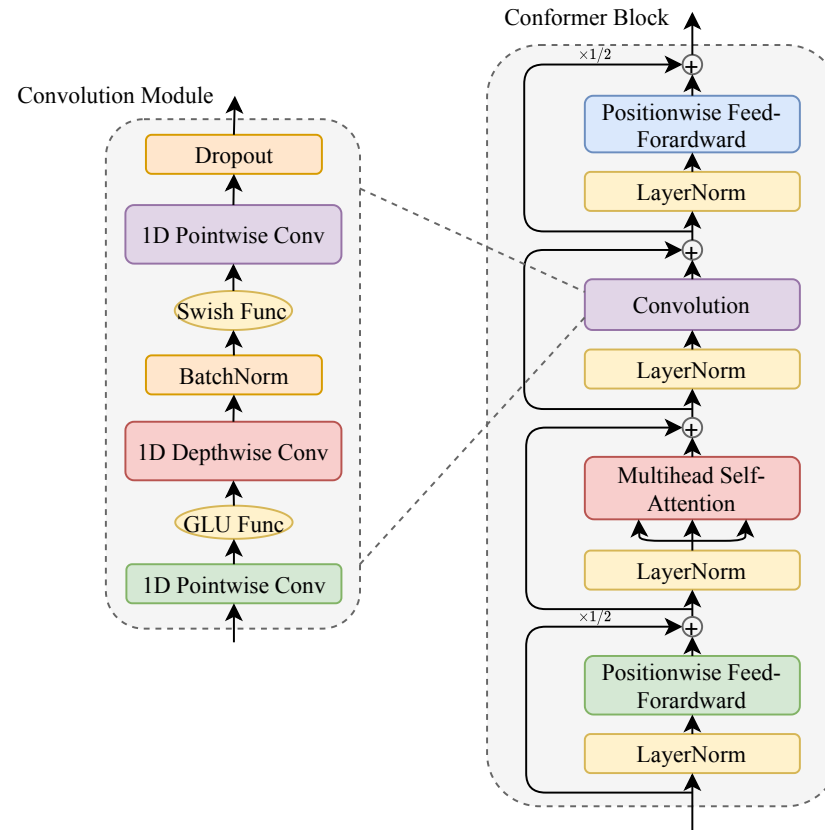 Conformer Block
×1/2
Positionwise Feed-
Forardward
LayerNorm
Convolution
LayerNorm
Multihead Self-
Attention
LayerNorm
×1/2
Positionwise Feed-
Forardward
LayerNorm
Convolution Module
Dropout
1D Pointwise Conv
Swish Func
BatchNorm
1D Depthwise Conv
GLU Func
1D Pointwise Conv